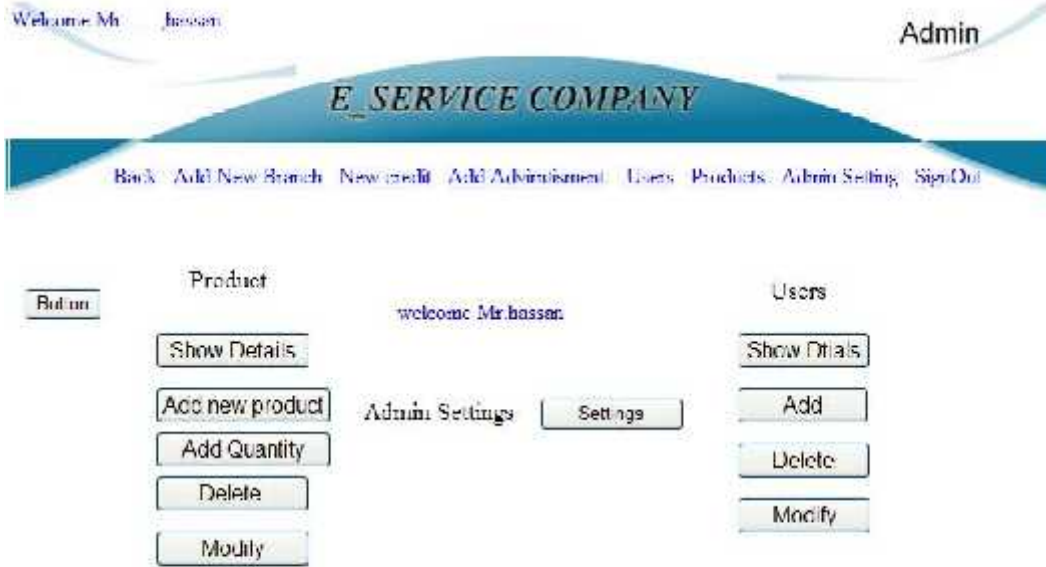 Welcome Mr hassan
Admin
E_SERVICE COMPANY
Back Add New Branch New credit Add Advirutisment Users Products Admin Setting SignOut
Product
Users
Button
welcome Mr.hassan
Show Details
Show Dtials
Add new product
Admin Settings
Settings
Add
Add Quantity
Delete
Delete
Modify
Modify